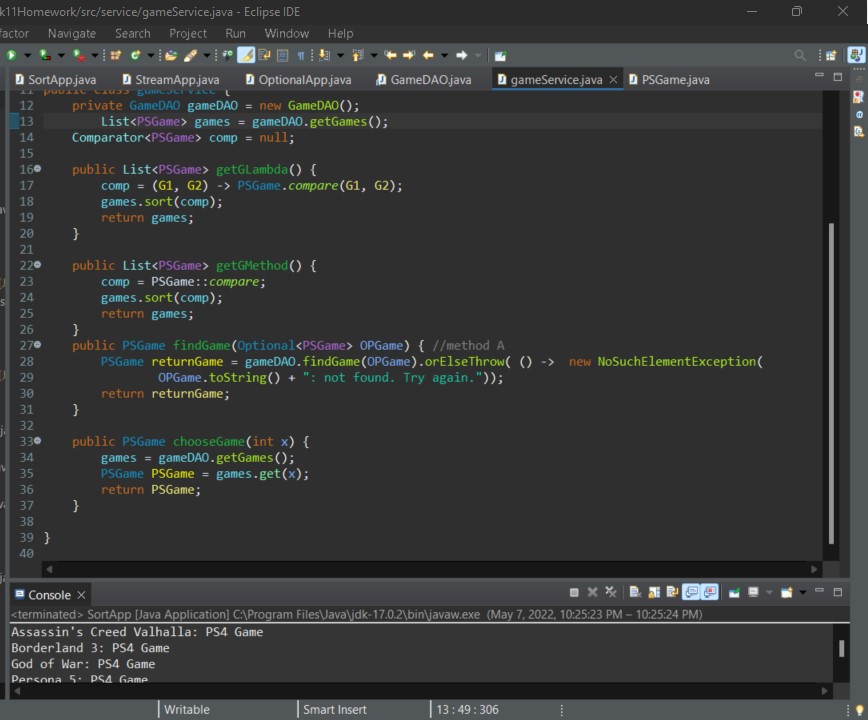 k11Homework/src/service/gameService.java - Eclipse IDE
factor Navigate Search Project Run Window Help
SortApp.java StreamApp.java OptionalApp.java GameDAO.java gameService.java PSGame.java
11 public class gameService {
12 private GameDAO gameDAO = new GameDAO();
13 List<PSGame> games = gameDAO.getGames();
14 Comparator<PSGame> comp = null;
15
16 public List<PSGame> getGLambda() {
17 comp = (G1, G2) -> PSGame.compare(G1, G2);
18 games.sort(comp);
19 return games;
20 }
21
22 public List<PSGame> getGMethod() {
23 comp = PSGame::compare;
24 games.sort(comp);
25 return games;
26 }
27 public PSGame findGame(Optional<PSGame> OPGame) { //method A
28 PSGame returnGame = gameDAO.findGame(OPGame).orElseThrow( () -> new NoSuchElementException(
29 OPGame.toString() + ": not found. Try again."));
30 return returnGame;
31 }
32
33 public PSGame chooseGame(int x) {
34 games = gameDAO.getGames();
35 PSGame PSGame = games.get(x);
36 return PSGame;
37 }
38
39 }
40
Console
<terminated> SortApp [Java Application] C:\Program Files\Java\jdk-17.0.2\bin\javaw.exe (May 7, 2022, 10:25:23 PM – 10:25:24 PM)
Assassin's Creed Valhalla: PS4 Game
Borderland 3: PS4 Game
God of War: PS4 Game
Persona 5: PS4 Game
Writable Smart Insert 13 : 49 : 306